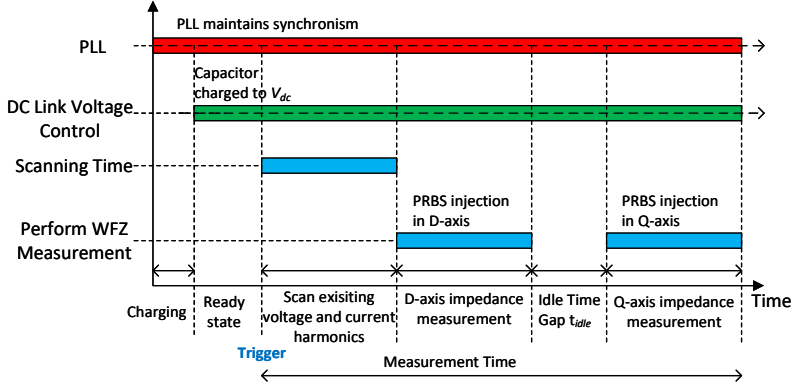 PLL maintains synchronism
PLL
Capacitor
charged to Vdc
DC Link Voltage
Control
Scanning Time
PRBS injection
in D-axis
PRBS injection
in Q-axis
Perform WFZ
Measurement
Time
Charging
Ready
state
Scan exisiting
voltage and current
harmonics
D-axis impedance
measurement
Idle Time
Gap tidle
Q-axis impedance
measurement
Trigger
Measurement Time